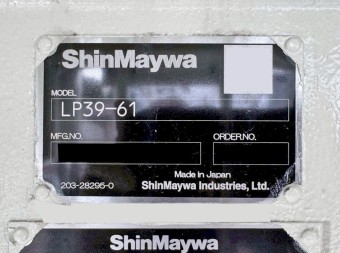 ShinMaywa
MODEL
LP39-61
MFG.NO. ORDER.NO.
Made in Japan
203-28295-0 ShinMaywa Industries, Ltd.
ShinMaywa